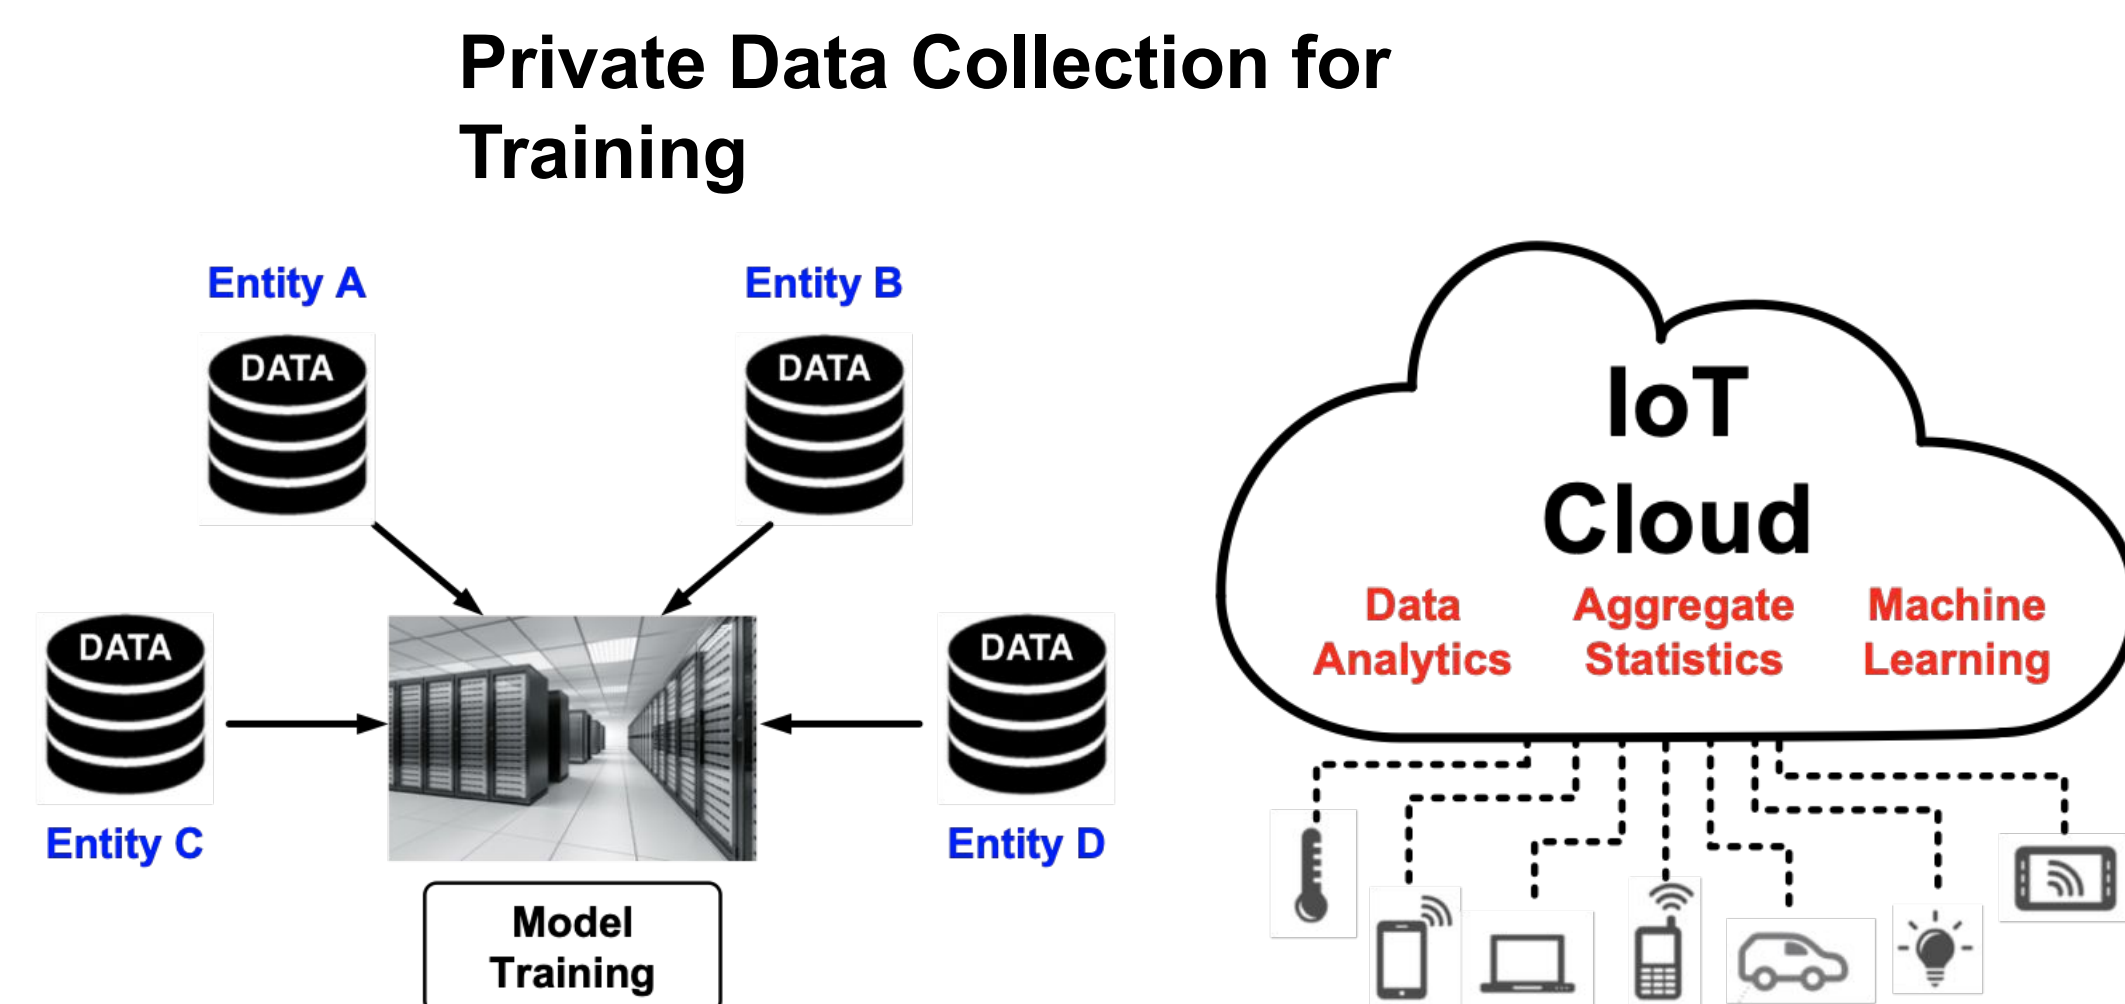 Private Data Collection for
Training
Entity A
Entity B
DATA
DATA
DATA
DATA
Entity C
Entity D
Model
Training
IoT
Cloud
Data
Analytics
Aggregate
Statistics
Machine
Learning